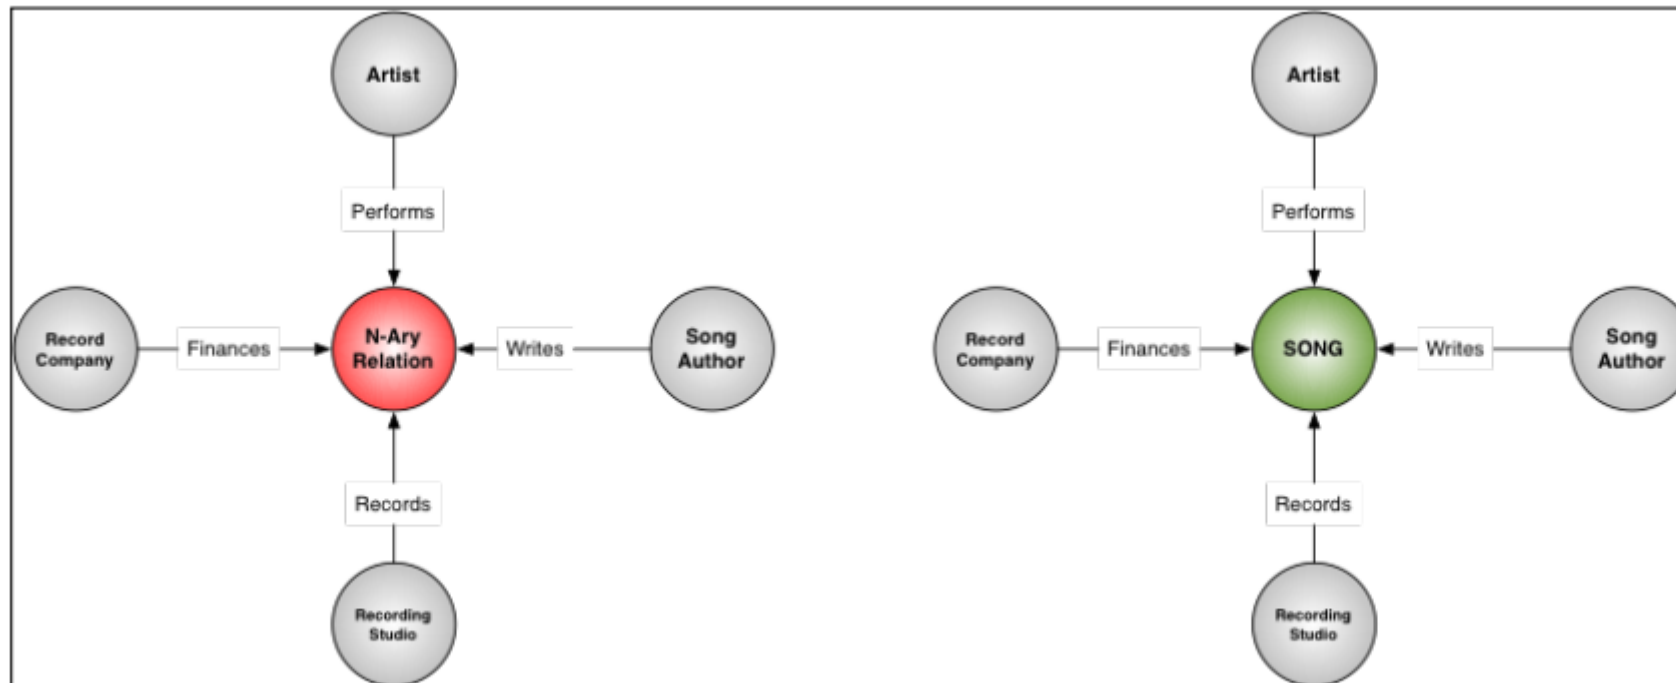 Artist
Performs
Record
Company
Finances
N-Ary
Relation
Writes
Song
Author
Records
Recording
Studio
Artist
Performs
Record
Company
Finances
SONG
Writes
Song
Author
Records
Recording
Studio